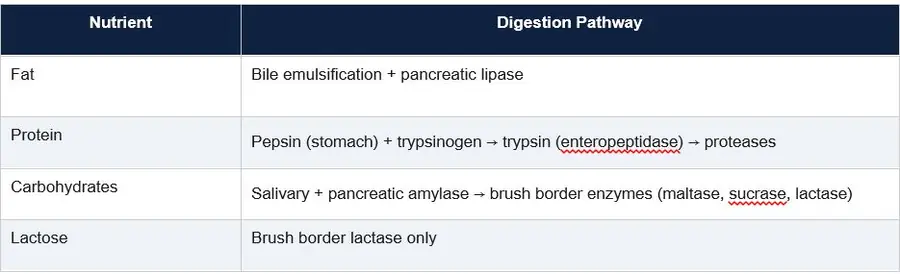 Nutrient Digestion Pathway
Fat Bile emulsification + pancreatic lipase
Protein Pepsin (stomach) + trypsinogen → trypsin (enteropeptidase) → proteases
Carbohydrates Salivary + pancreatic amylase → brush border enzymes (maltase, sucrase, lactase)
Lactose Brush border lactase only